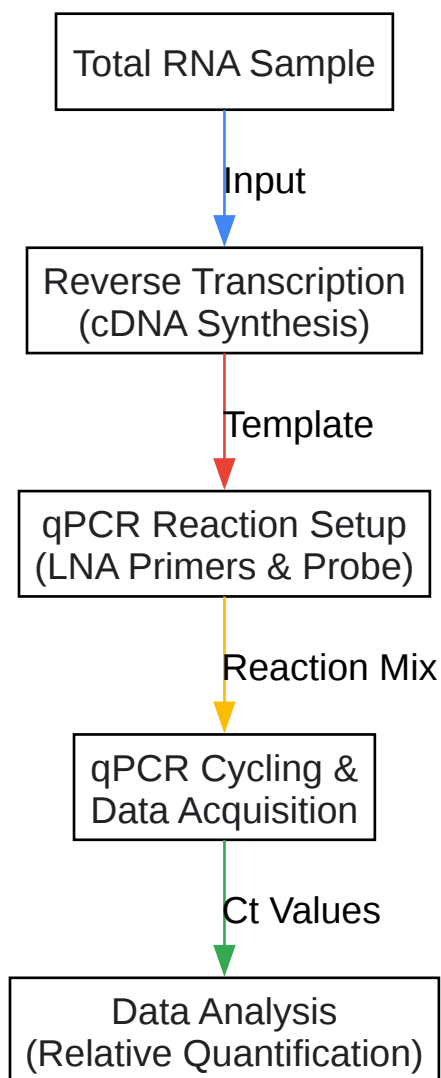 Total RNA Sample
Input
Reverse Transcription
(cDNA Synthesis)
Template
qPCR Reaction Setup
(LNA Primers & Probe)
Reaction Mix
qPCR Cycling &
Data Acquisition
Ct Values
Data Analysis
(Relative Quantification)